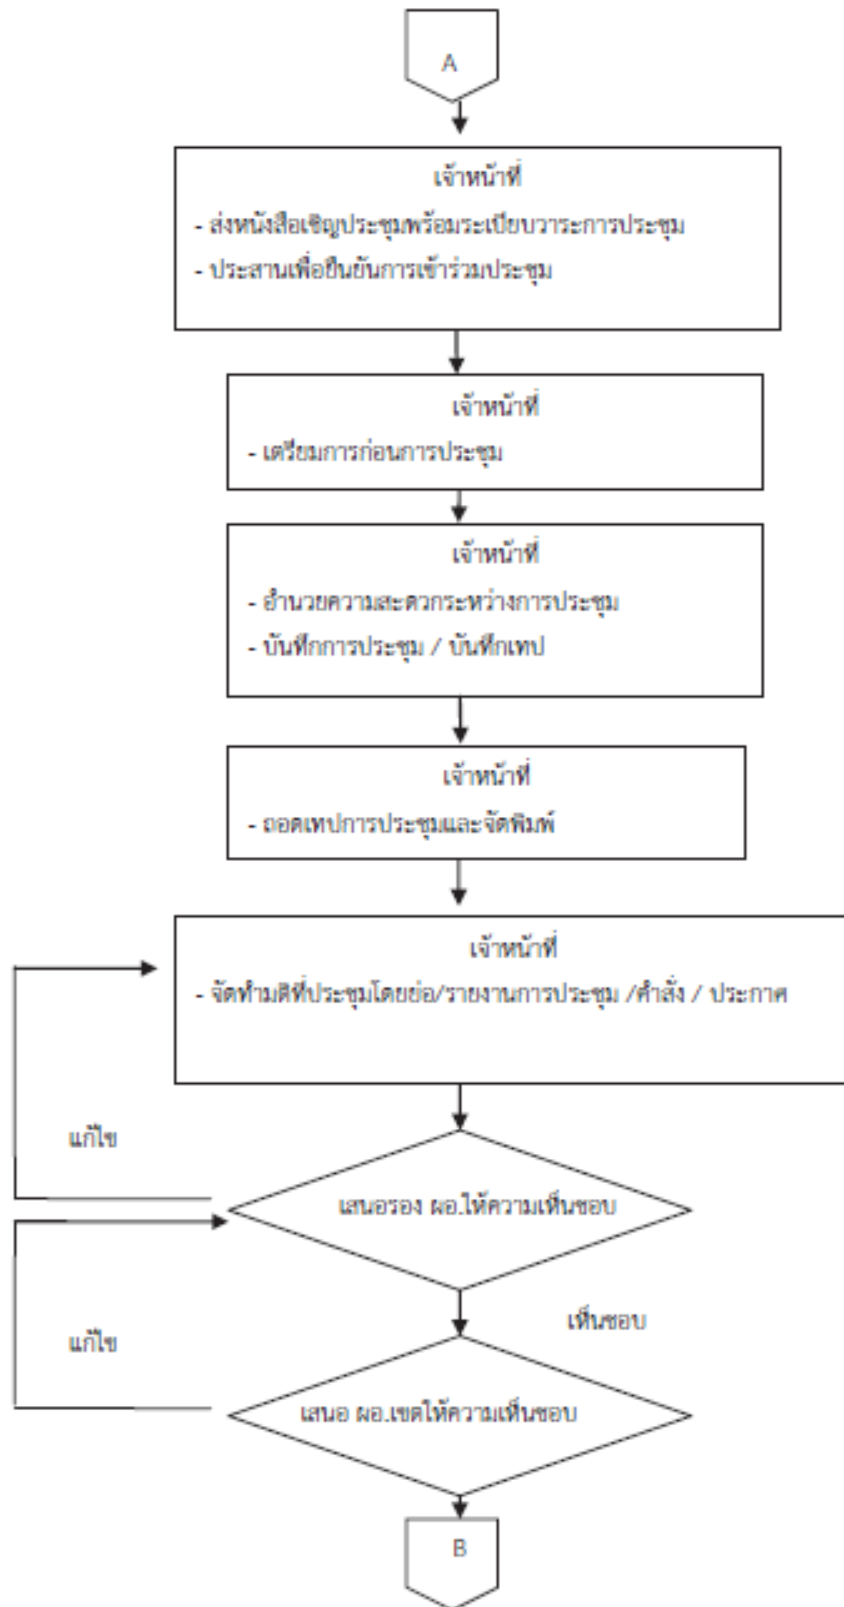 A
เจ้าหน้าที่
- ส่งหนังสือเชิญประชุมพร้อมระเบียบวาระการประชุม
- ประสานเพื่อยืนยันการเข้าร่วมประชุม
เจ้าหน้าที่
- เตรียมการก่อนการประชุม
เจ้าหน้าที่
- อำนวยความสะดวกระหว่างการประชุม
- บันทึกการประชุม / บันทึกเทป
เจ้าหน้าที่
- ถอดเทปการประชุมและจัดพิมพ์
เจ้าหน้าที่
- จัดทำมติที่ประชุมโดยย่อ/รายงานการประชุม /คำสั่ง / ประกาศ
แก้ไข
เสนอรอง ผอ.ให้ความเห็นชอบ
เห็นชอบ
แก้ไข
เสนอ ผอ.เขตให้ความเห็นชอบ
B